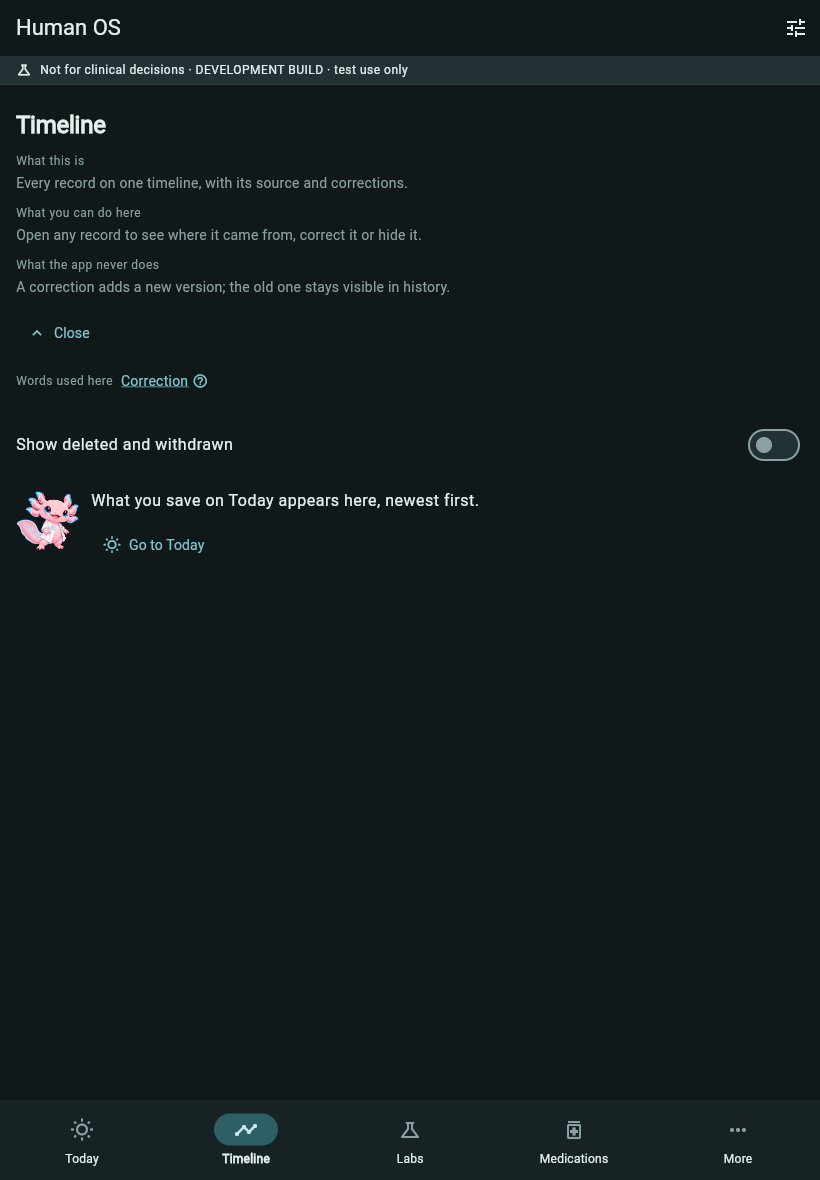 Human OS
Not for clinical decisions · DEVELOPMENT BUILD · test use only
Timeline
What this is
Every record on one timeline, with its source and corrections.
What you can do here
Open any record to see where it came from, correct it or hide it.
What the app never does
A correction adds a new version; the old one stays visible in history.
Close
Words used here Correction
Show deleted and withdrawn
What you save on Today appears here, newest first.
Go to Today
Today Timeline Labs Medications More